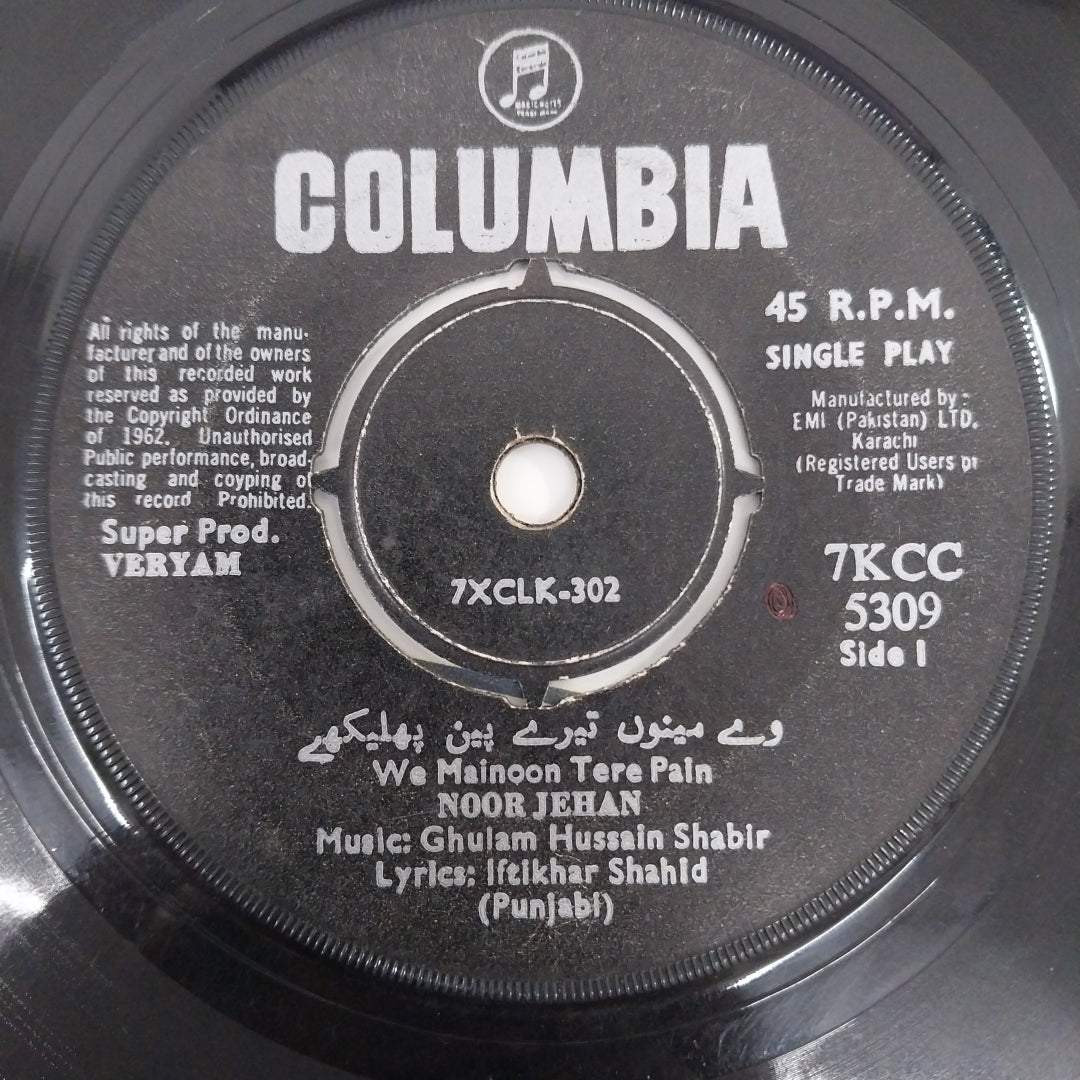 COLUMBIA
45 R.P.M.
SINGLE PLAY
All rights of the manu-
facturer and of the owners
of this recorded work
reserved as provided by
the Copyright Ordinance
of 1962. Unauthorised
Public performance, broad-
casting and coyping of
this record Prohibited.
Manufactured by:
EMI (Pakistan) LTD.
Karachi
(Registered Users of
Trade Mark)
Super Prod.
VERYAM
7XCLK-302
7KCC
5309
Side 1
وے مینوں تیرے پین پھلیکھے
We Mainoon Tere Pain
NOOR JEHAN
Music: Ghulam Hussain Shabir
Lyrics: Iftikhar Shahid
(Punjabi)